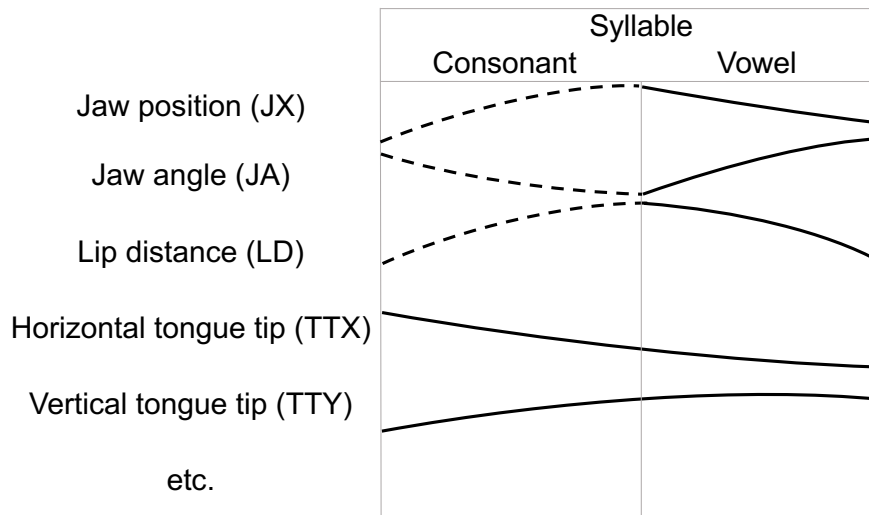 Syllable
Consonant Vowel
Jaw position (JX)
Jaw angle (JA)
Lip distance (LD)
Horizontal tongue tip (TTX)
Vertical tongue tip (TTY)
etc.